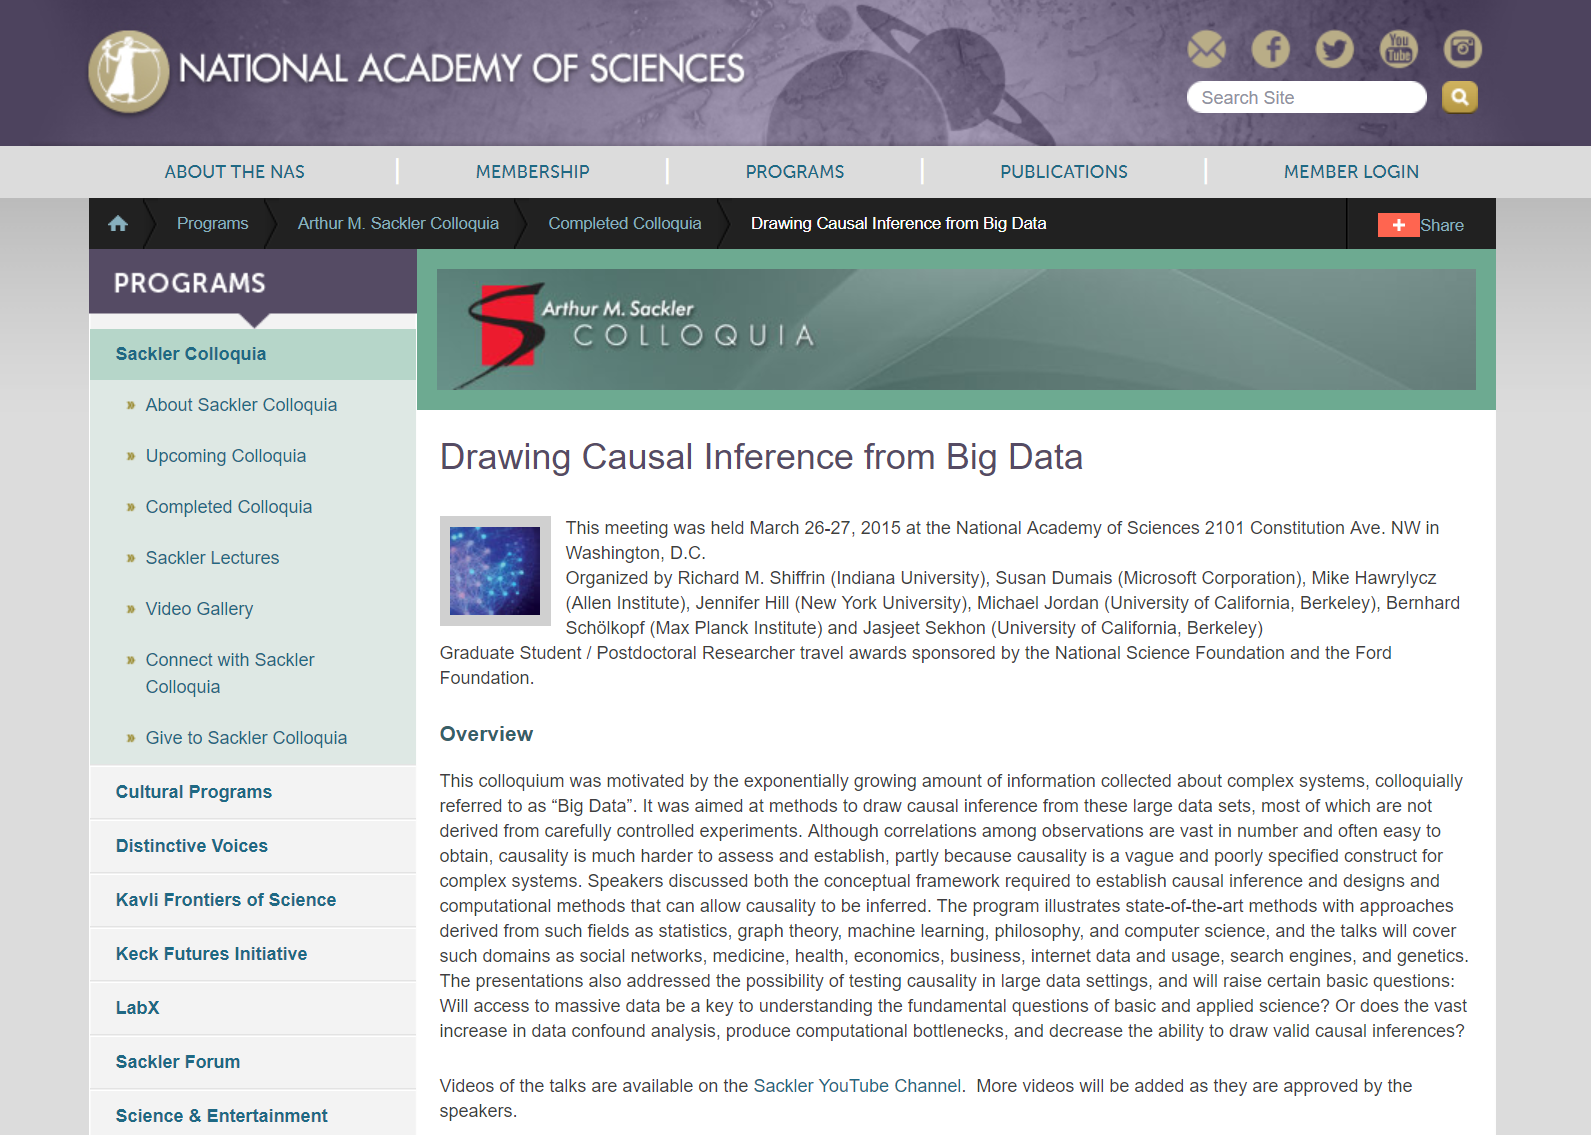 NATIONAL ACADEMY OF SCIENCES
You Tube
Search Site
ABOUT THE NAS
MEMBERSHIP
PROGRAMS
PUBLICATIONS
MEMBER LOGIN
Programs
Arthur M. Sackler Colloquia
Completed Colloquia
Drawing Causal Inference from Big Data
+ Share
PROGRAMS
Sackler Colloquia
» About Sackler Colloquia
» Upcoming Colloquia
» Completed Colloquia
» Sackler Lectures
» Video Gallery
» Connect with Sackler
Colloquia
» Give to Sackler Colloquia
Cultural Programs
Distinctive Voices
Kavli Frontiers of Science
Keck Futures Initiative
LabX
Sackler Forum
Science & Entertainment
Arthur M. Sackler
COLLOQUIA
Drawing Causal Inference from Big Data
This meeting was held March 26-27, 2015 at the National Academy of Sciences 2101 Constitution Ave. NW in
Washington, D.C.
Organized by Richard M. Shiffrin (Indiana University), Susan Dumais (Microsoft Corporation), Mike Hawrylycz
(Allen Institute), Jennifer Hill (New York University), Michael Jordan (University of California, Berkeley), Bernhard
Schölkopf (Max Planck Institute) and Jasjeet Sekhon (University of California, Berkeley)
Graduate Student / Postdoctoral Researcher travel awards sponsored by the National Science Foundation and the Ford
Foundation.
Overview
This colloquium was motivated by the exponentially growing amount of information collected about complex systems, colloquially
referred to as “Big Data”. It was aimed at methods to draw causal inference from these large data sets, most of which are not
derived from carefully controlled experiments. Although correlations among observations are vast in number and often easy to
obtain, causality is much harder to assess and establish, partly because causality is a vague and poorly specified construct for
complex systems. Speakers discussed both the conceptual framework required to establish causal inference and designs and
computational methods that can allow causality to be inferred. The program illustrates state-of-the-art methods with approaches
derived from such fields as statistics, graph theory, machine learning, philosophy, and computer science, and the talks will cover
such domains as social networks, medicine, health, economics, business, internet data and usage, search engines, and genetics.
The presentations also addressed the possibility of testing causality in large data settings, and will raise certain basic questions:
Will access to massive data be a key to understanding the fundamental questions of basic and applied science? Or does the vast
increase in data confound analysis, produce computational bottlenecks, and decrease the ability to draw valid causal inferences?
Videos of the talks are available on the Sackler YouTube Channel.  More videos will be added as they are approved by the
speakers.